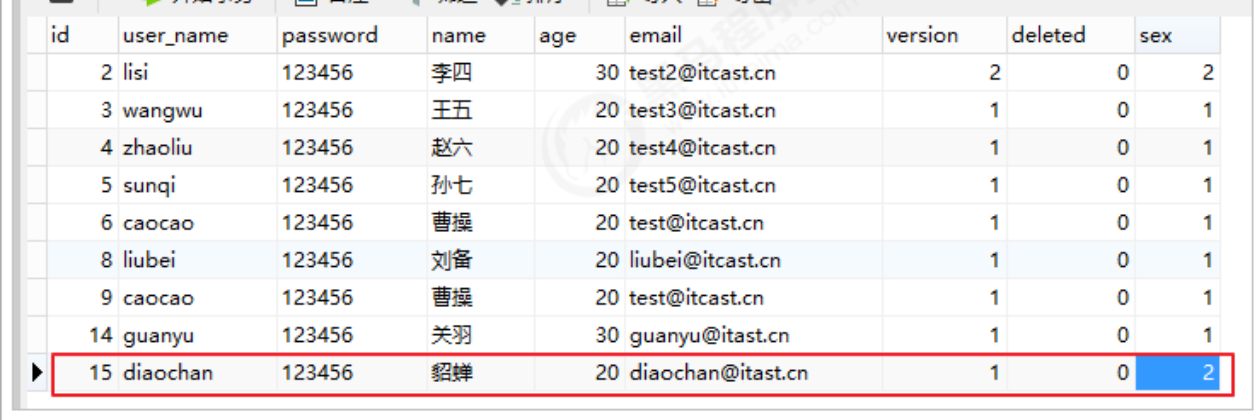 id user_name password name age email version deleted sex
2 lisi 123456 李四 30 test2@itcast.cn 2 0 2
3 wangwu 123456 王五 20 test3@itcast.cn 1 0 1
4 zhaoliu 123456 赵六 20 test4@itcast.cn 1 0 1
5 sunqi 123456 孙七 20 test5@itcast.cn 1 0 1
6 caocao 123456 曹操 20 test@itcast.cn 1 0 1
8 liubei 123456 刘备 20 liubei@itcast.cn 1 0 1
9 caocao 123456 曹操 20 test@itcast.cn 1 0 1
14 guanyu 123456 关羽 30 guanyu@itast.cn 1 0 1
15 diaochan 123456 貂蝉 20 diaochan@itast.cn 1 0 2